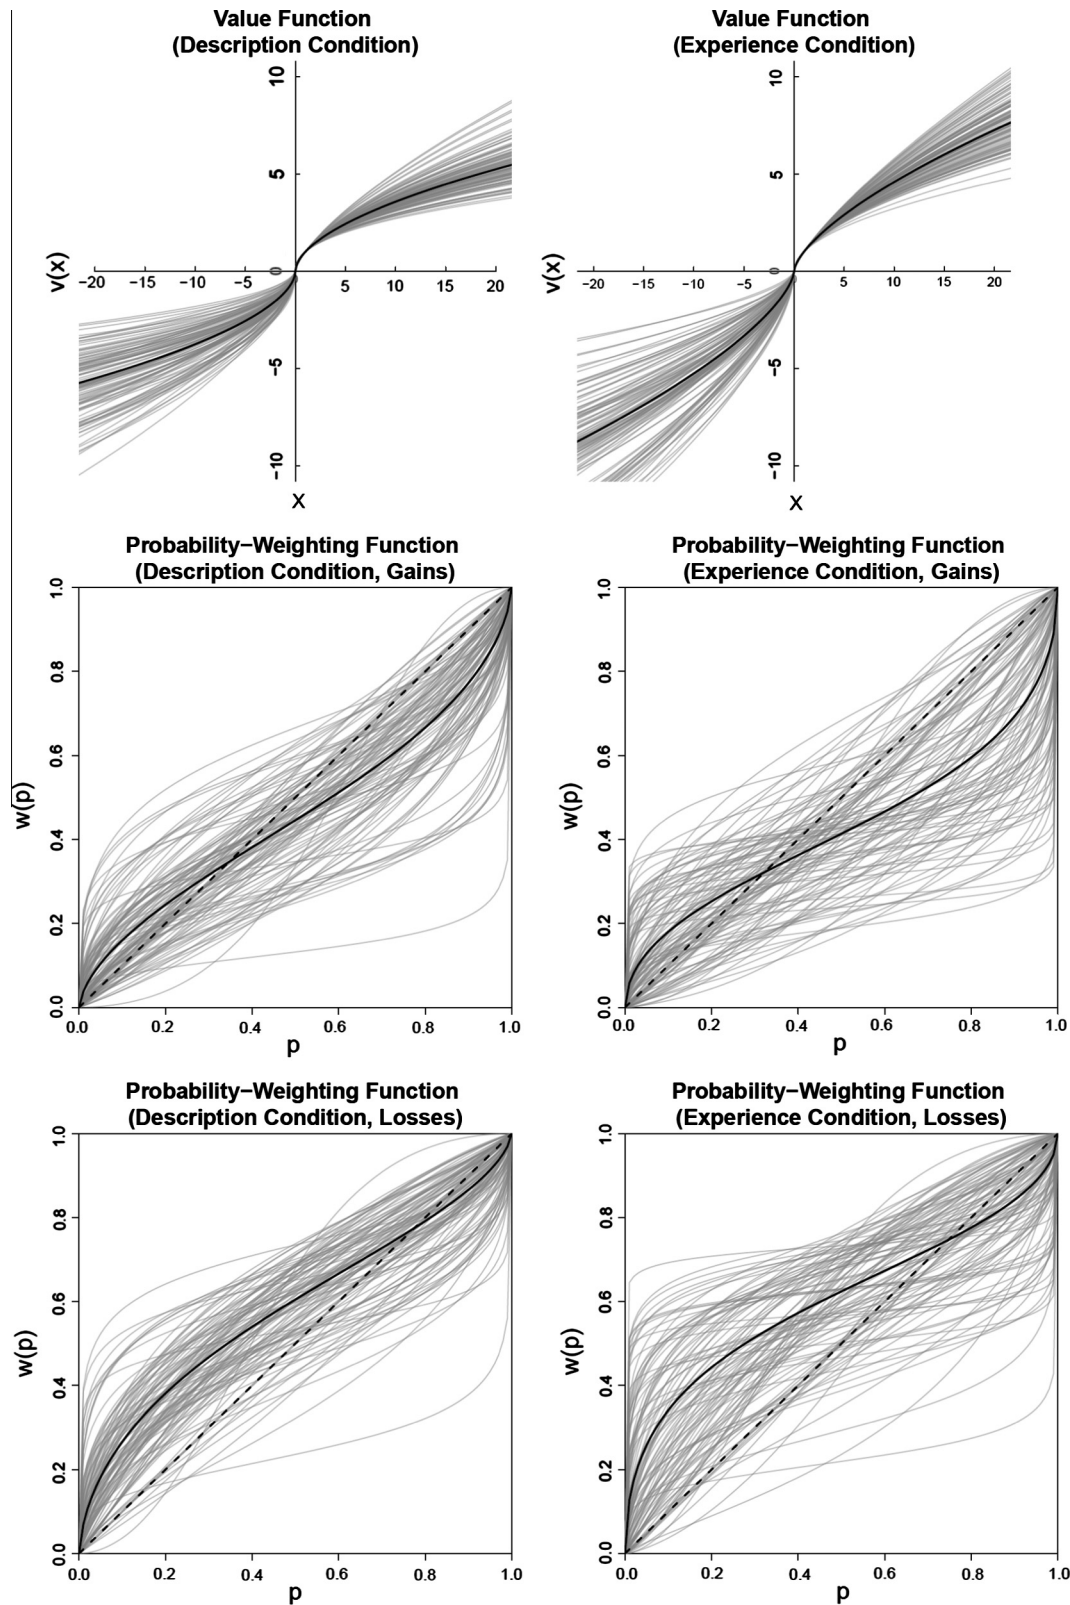 Value Function
(Description Condition)
Value Function
(Experience Condition)
10
5
0
−5
−10
v(x)
−20 −15 −10 −5 5 10 15 20
x
10
5
0
−5
−10
v(x)
−20 −15 −10 −5 5 10 15 20
x
Probability−Weighting Function
(Description Condition, Gains)
1.0
0.8
0.6
0.4
0.2
0.0
w(p)
0.0 0.2 0.4 0.6 0.8 1.0
p
Probability−Weighting Function
(Experience Condition, Gains)
1.0
0.8
0.6
0.4
0.2
0.0
w(p)
0.0 0.2 0.4 0.6 0.8 1.0
p
Probability−Weighting Function
(Description Condition, Losses)
1.0
0.8
0.6
0.4
0.2
0.0
w(p)
0.0 0.2 0.4 0.6 0.8 1.0
p
Probability−Weighting Function
(Experience Condition, Losses)
1.0
0.8
0.6
0.4
0.2
0.0
w(p)
0.0 0.2 0.4 0.6 0.8 1.0
p